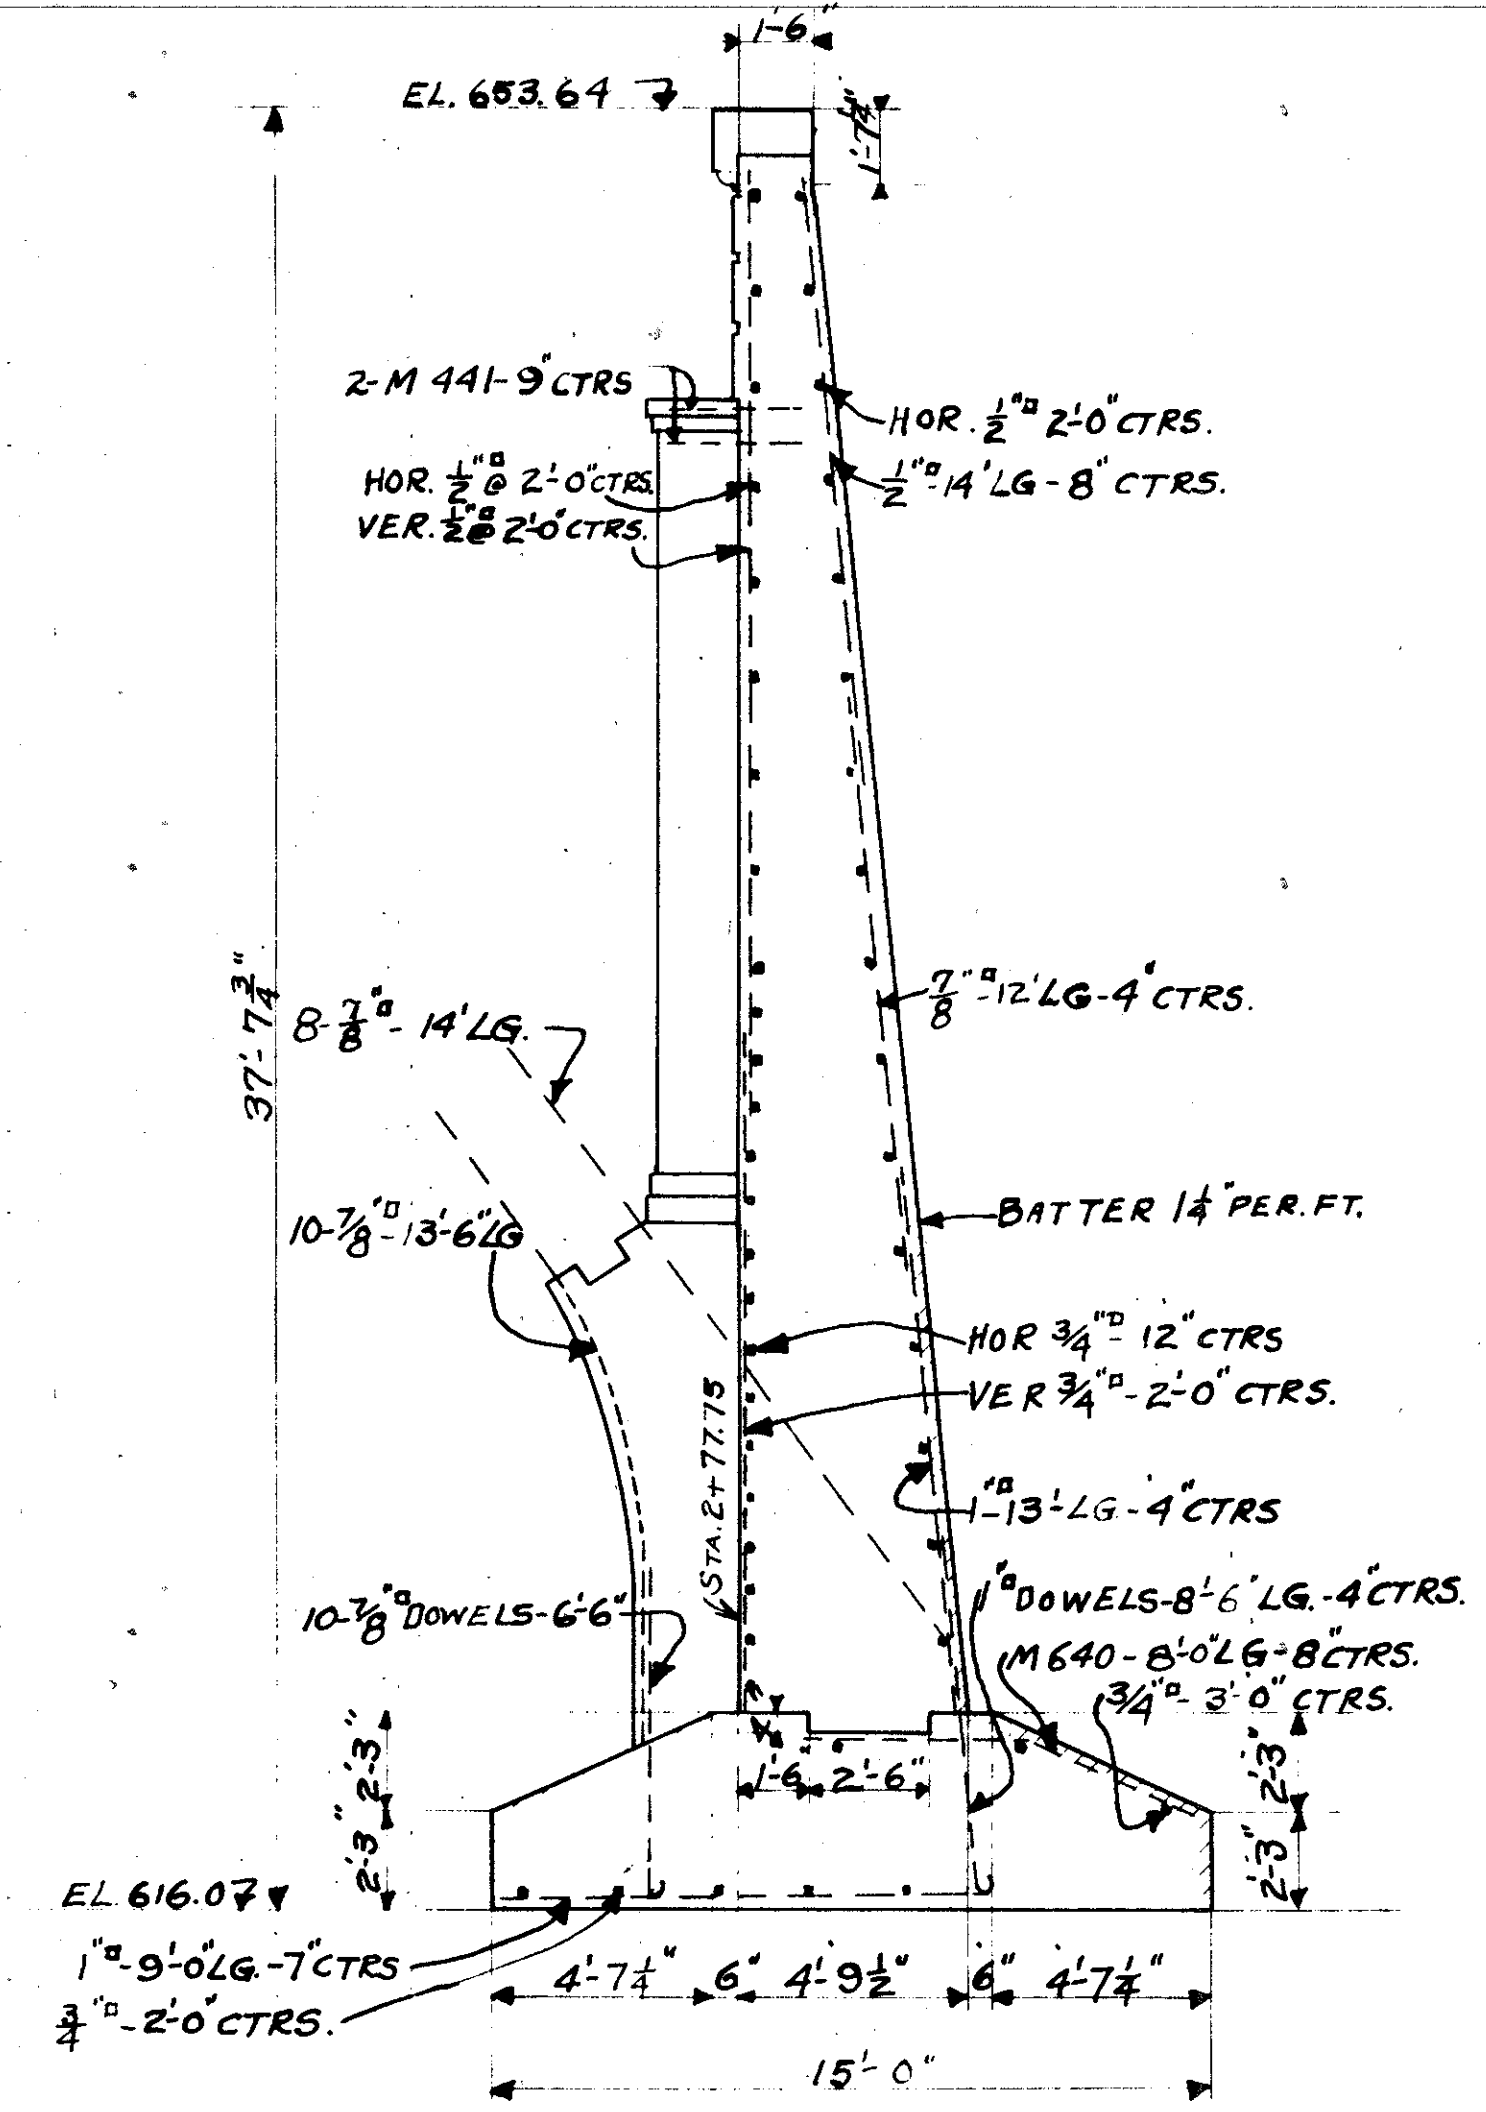 1'-6"
EL. 653.64
1'-7¼"
2-M 441-9"CTRS
HOR. ½"□ 2'-0"CTRS.
HOR. ½"□@ 2'-0"CTRS.
½"□-14'LG-8"CTRS.
VER. ½"□@ 2'-0"CTRS.
37'-7¾"
8-⅞"□-14'LG.
⅞"□-12'LG-4"CTRS.
10-⅞"□-13'-6"LG
BATTER 1¼"PER.FT.
HOR ¾"□-12"CTRS
VER ¾"□-2'-0"CTRS.
STA.2+77.75
1"□-13'-LG-4"CTRS
10-⅞"□DOWELS-6'-6"
1"□DOWELS-8'-6"LG.-4"CTRS.
M640-8'-0"LG-8"CTRS.
¾"□-3'-0"CTRS.
4"
2'-3"
1'-6
2'-6"
2'-3"
2'-3"
2'-3"
EL 616.07
1"□-9'-0"LG.-7"CTRS
¾"□-2'-0"CTRS.
4'-7¼" 6" 4'-9½" 6" 4'-7¼"
15'-0"